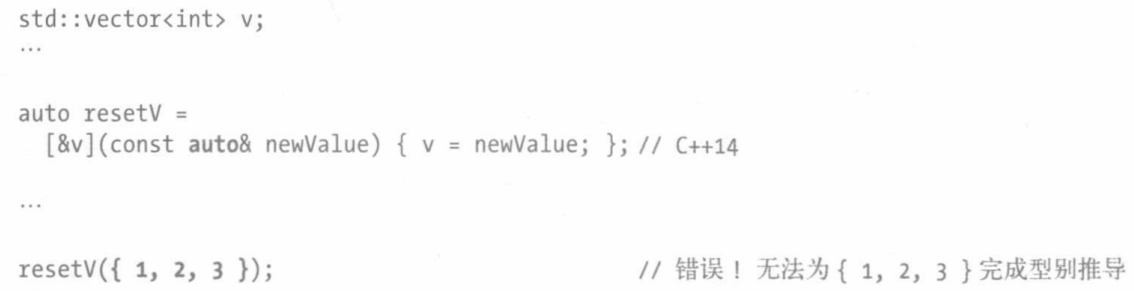 std::vector<int> v;
…
auto resetV =
[&v](const auto& newValue) { v = newValue; }; // C++14
…
resetV({ 1, 2, 3 }); // 错误！无法为{ 1, 2, 3 }完成型别推导